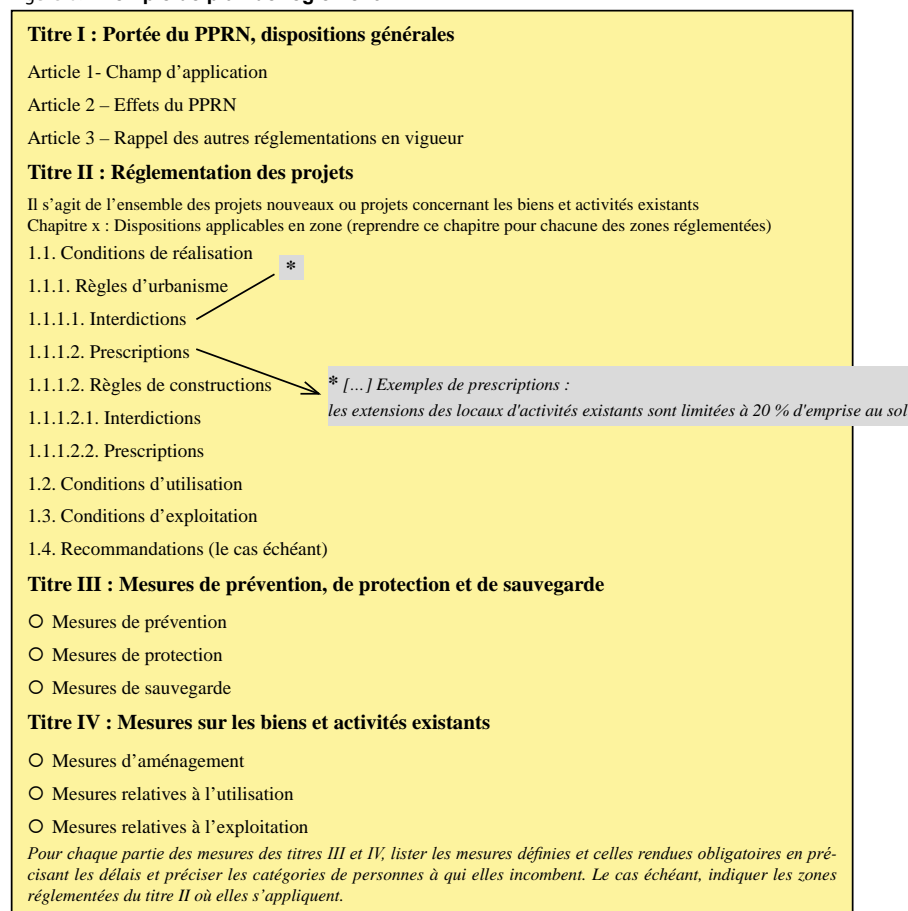 Titre I : Portée du PPRN, dispositions générales
Article 1- Champ d’application
Article 2 – Effets du PPRN
Article 3 – Rappel des autres réglementations en vigueur
Titre II : Réglementation des projets
Il s’agit de l’ensemble des projets nouveaux ou projets concernant les biens et activités existants
Chapitre x : Dispositions applicables en zone (reprendre ce chapitre pour chacune des zones réglementées)
1.1. Conditions de réalisation
*
1.1.1. Règles d’urbanisme
1.1.1.1. Interdictions
1.1.1.2. Prescriptions
1.1.1.2. Règles de constructions
* […] Exemples de prescriptions :
les extensions des locaux d'activités existants sont limitées à 20 % d'emprise au sol
1.1.1.2.1. Interdictions
1.1.1.2.2. Prescriptions
1.2. Conditions d’utilisation
1.3. Conditions d’exploitation
1.4. Recommandations (le cas échéant)
Titre III : Mesures de prévention, de protection et de sauvegarde
Mesures de prévention
Mesures de protection
Mesures de sauvegarde
Titre IV : Mesures sur les biens et activités existants
Mesures d’aménagement
Mesures relatives à l’utilisation
Mesures relatives à l’exploitation
Pour chaque partie des mesures des titres III et IV, lister les mesures définies et celles rendues obligatoires en pré-
cisant les délais et préciser les catégories de personnes à qui elles incombent. Le cas échéant, indiquer les zones
réglementées du titre II où elles s’appliquent.